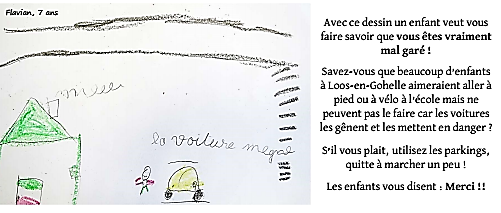 Flavian, 7 ans
la voiture mega
Avec ce dessin un enfant veut vous
faire savoir que vous êtes vraiment
mal garé !
Savez-vous que beaucoup d'enfants
à Loos-en-Gohelle aimeraient aller à
pied ou à vélo à l'école mais ne
peuvent pas le faire car les voitures
les gênent et les mettent en danger ?
S'il vous plait, utilisez les parkings,
quitte à marcher un peu !
Les enfants vous disent : Merci !!